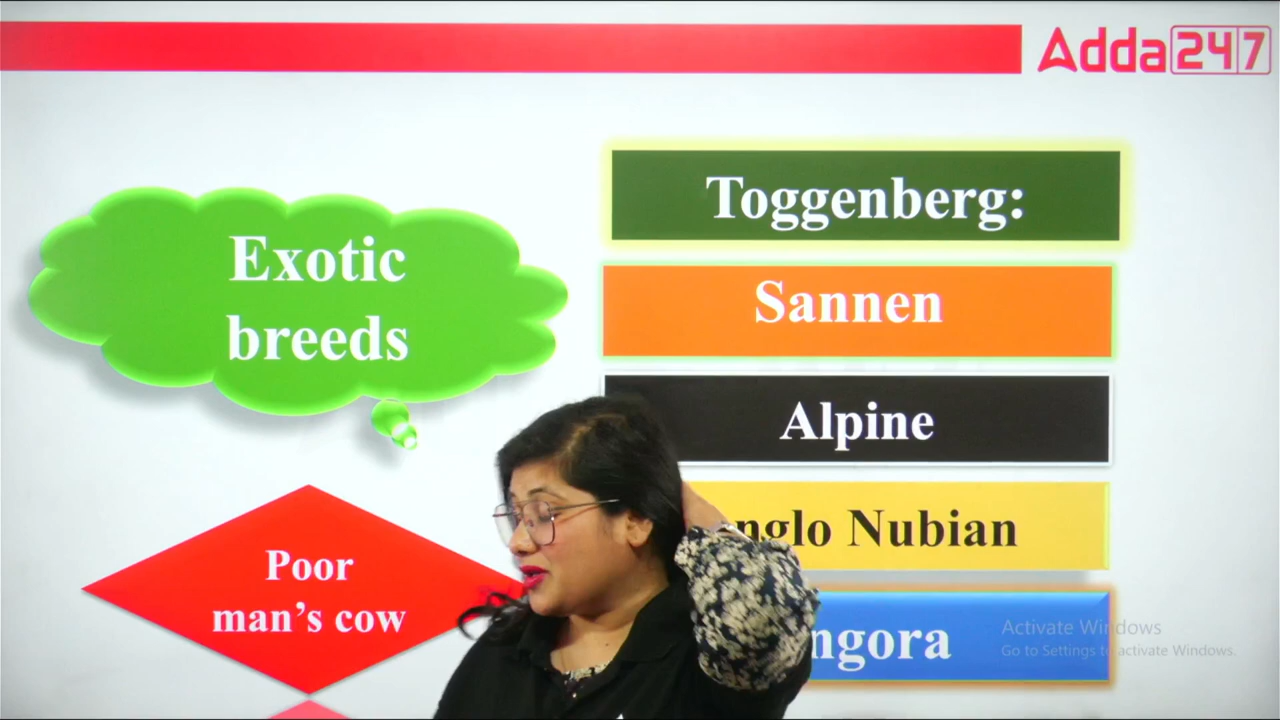 Adda247
Toggenberg:
Exotic
breeds
Sannen
Alpine
nglo Nubian
Poor
man’s cow
ngora
Activate Windows
Go to Settings to activate Windows.